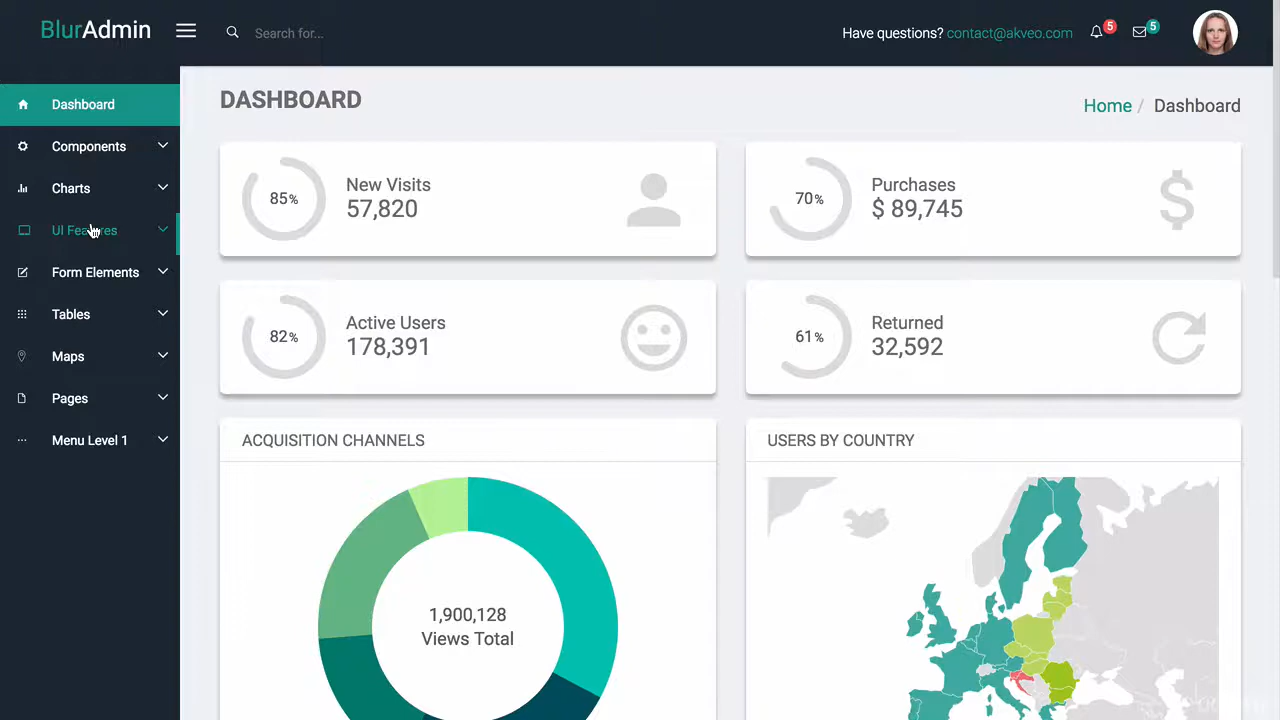 BlurAdmin
Search for...
Have questions? contact@akveo.com
5
5
Dashboard
Components
Charts
UI Features
Form Elements
Tables
Maps
Pages
Menu Level 1
DASHBOARD
Home / Dashboard
85%
New Visits
57,820
70%
Purchases
$ 89,745
82%
Active Users
178,391
61%
Returned
32,592
ACQUISITION CHANNELS
1,900,128
Views Total
USERS BY COUNTRY